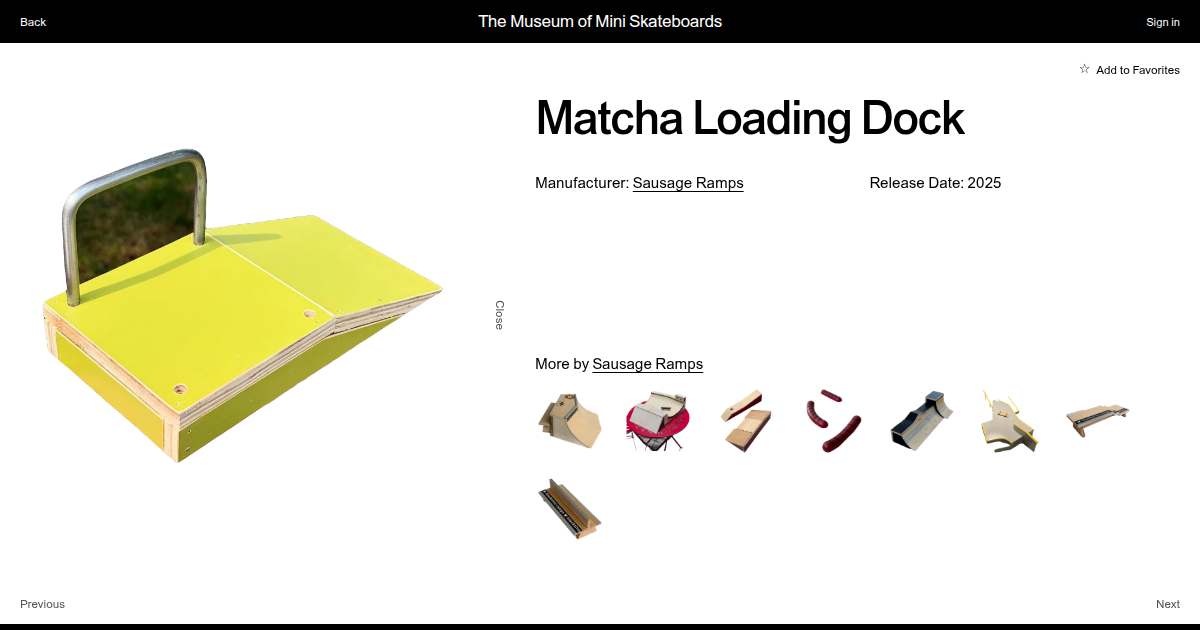 Back
The Museum of Mini Skateboards
Sign in
☆ Add to Favorites
Matcha Loading Dock
Manufacturer: Sausage Ramps
Release Date: 2025
Close
More by Sausage Ramps
Previous
Next